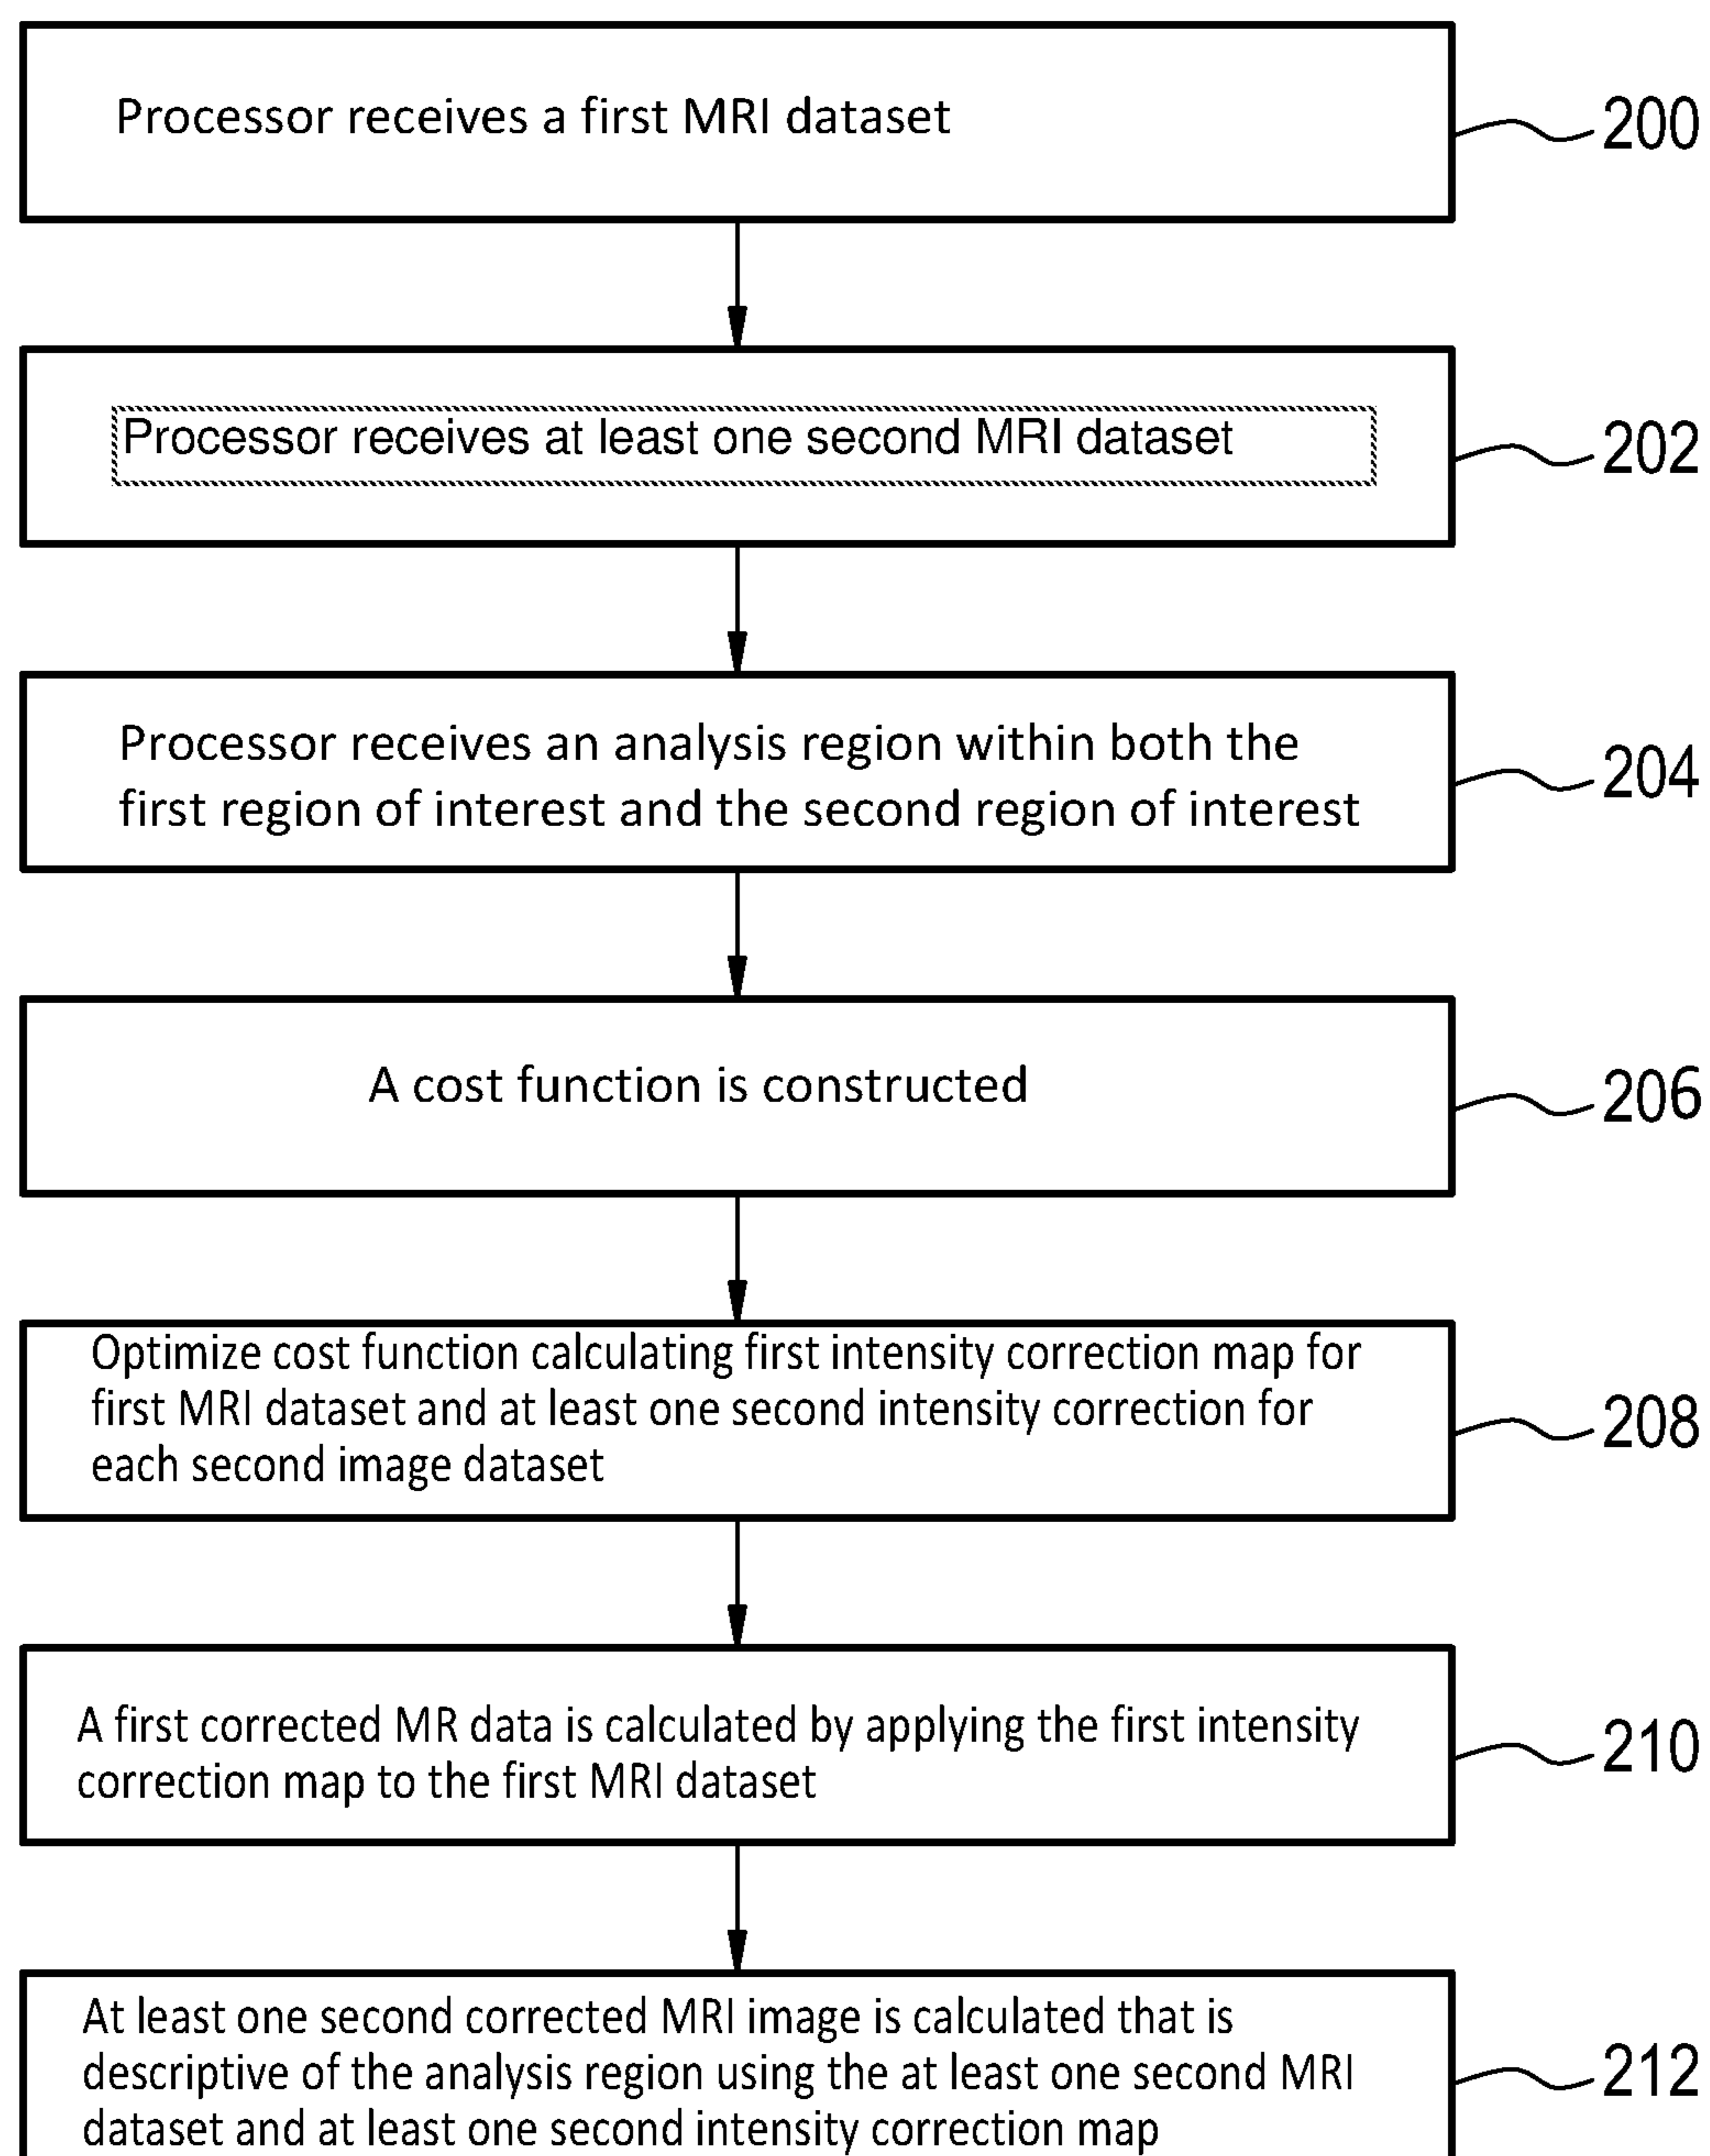 Processor receives a first MRI dataset
200
Processor receives at least one second MRI dataset
202
Processor receives an analysis region within both the
first region of interest and the second region of interest
204
A cost function is constructed
206
Optimize cost function calculating first intensity correction map for
first MRI dataset and at least one second intensity correction for
each second image dataset
208
A first corrected MR data is calculated by applying the first intensity
correction map to the first MRI dataset
210
At least one second corrected MRI image is calculated that is
descriptive of the analysis region using the at least one second MRI
dataset and at least one second intensity correction map
212